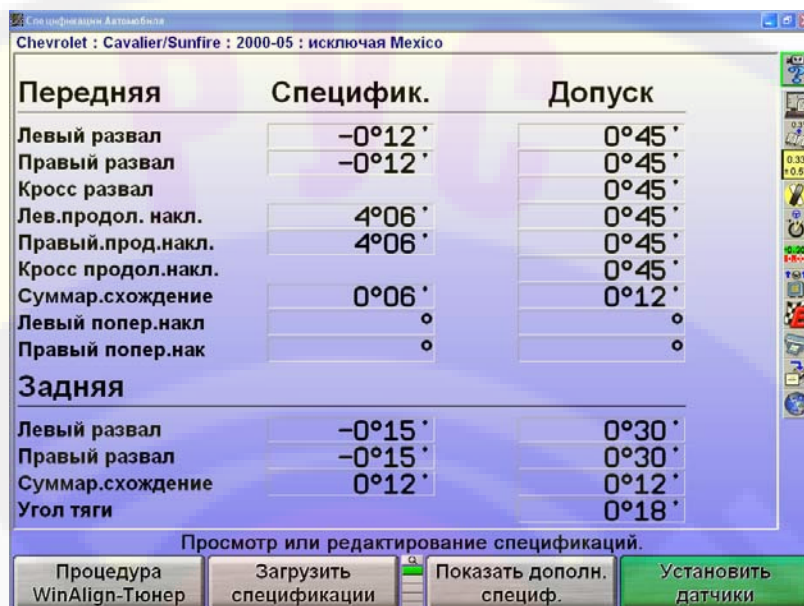 Спецификации Автомобиля
Chevrolet : Cavalier/Sunfire : 2000-05 : исключая Mexico
Передняя Специфик. Допуск
Левый развал -0°12' 0°45'
Правый развал -0°12' 0°45'
Кросс развал 0°45'
Лев.продол. накл. 4°06' 0°45'
Правый.прод.накл. 4°06' 0°45'
Кросс продол.накл. 0°45'
Суммар.схождение 0°06' 0°12'
Левый попер.накл ° °
Правый попер.нак ° °
Задняя
Левый развал -0°15' 0°30'
Правый развал -0°15' 0°30'
Суммар.схождение 0°12' 0°12'
Угол тяги 0°18'
Просмотр или редактирование спецификаций.
Процедура WinAlign-Тюнер
Загрузить спецификации
Показать дополн. специф.
Установить датчики